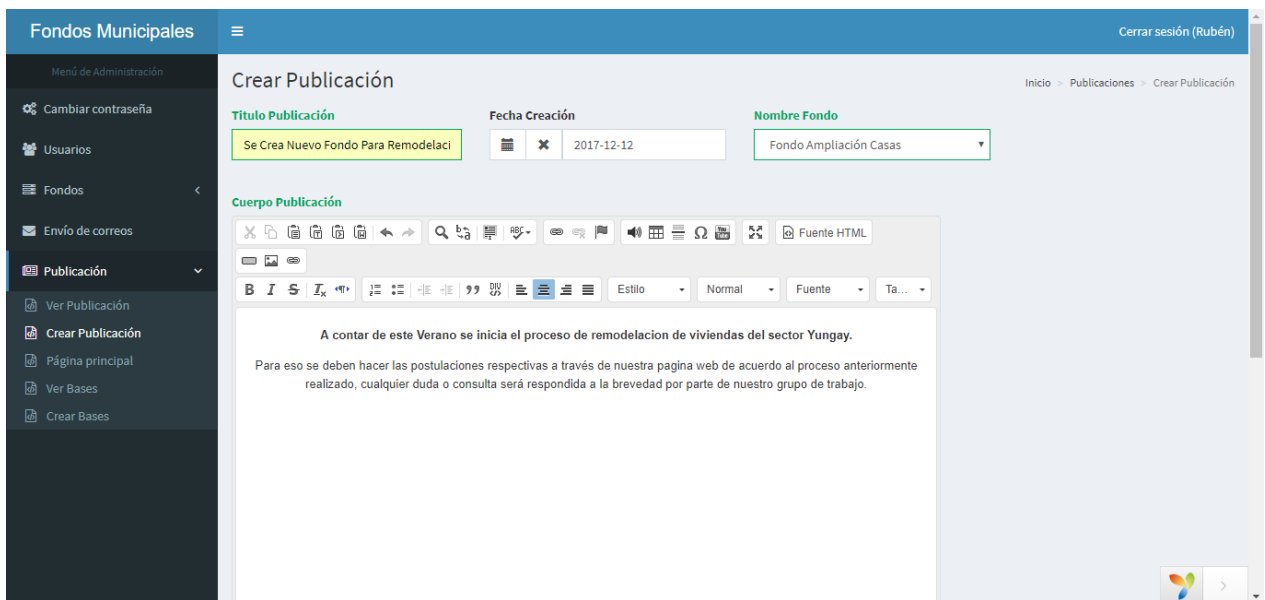 Fondos Municipales
Cerrar sesión (Rubén)
Menú de Administración
Cambiar contraseña
Usuarios
Fondos
Envío de correos
Publicación
Ver Publicación
Crear Publicación
Página principal
Ver Bases
Crear Bases
Crear Publicación
Inicio > Publicaciones > Crear Publicación
Titulo Publicación
Fecha Creación
Nombre Fondo
Se Crea Nuevo Fondo Para Remodelaci
2017-12-12
Fondo Ampliación Casas
Cuerpo Publicación
Fuente HTML
Estilo
Normal
Fuente
Ta...
A contar de este Verano se inicia el proceso de remodelacion de viviendas del sector Yungay.
Para eso se deben hacer las postulaciones respectivas a través de nuestra pagina web de acuerdo al proceso anteriormente
realizado, cualquier duda o consulta será respondida a la brevedad por parte de nuestro grupo de trabajo.